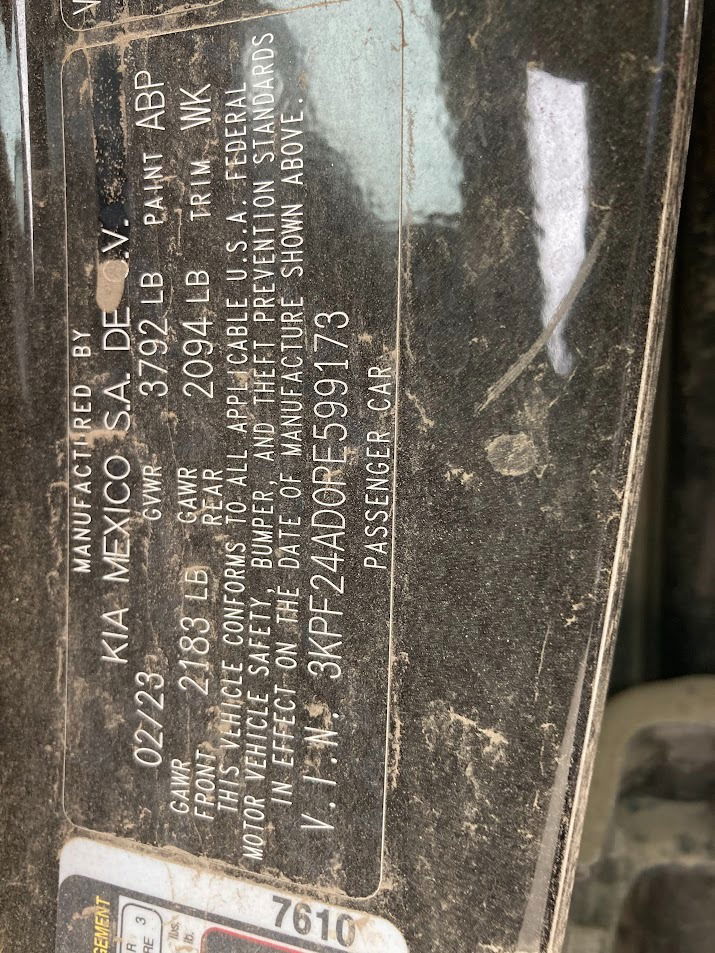 MANUFACTURED BY
KIA MEXICO S.A. DE .V.
02/23 GVWR 3792 LB PAINT ABP
GAWR FRONT 2183 LB GAWR REAR 2094 LB TRIM WK
THIS VEHICLE CONFORMS TO ALL APPLICABLE U.S.A. FEDERAL
MOTOR VEHICLE SAFETY, BUMPER, AND THEFT PREVENTION STANDARDS
IN EFFECT ON THE DATE OF MANUFACTURE SHOWN ABOVE.
V.I.N. 3KPF24AD0RE599173
PASSENGER CAR
7610